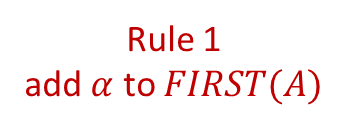 Rule 1
add α to FIRST(A)